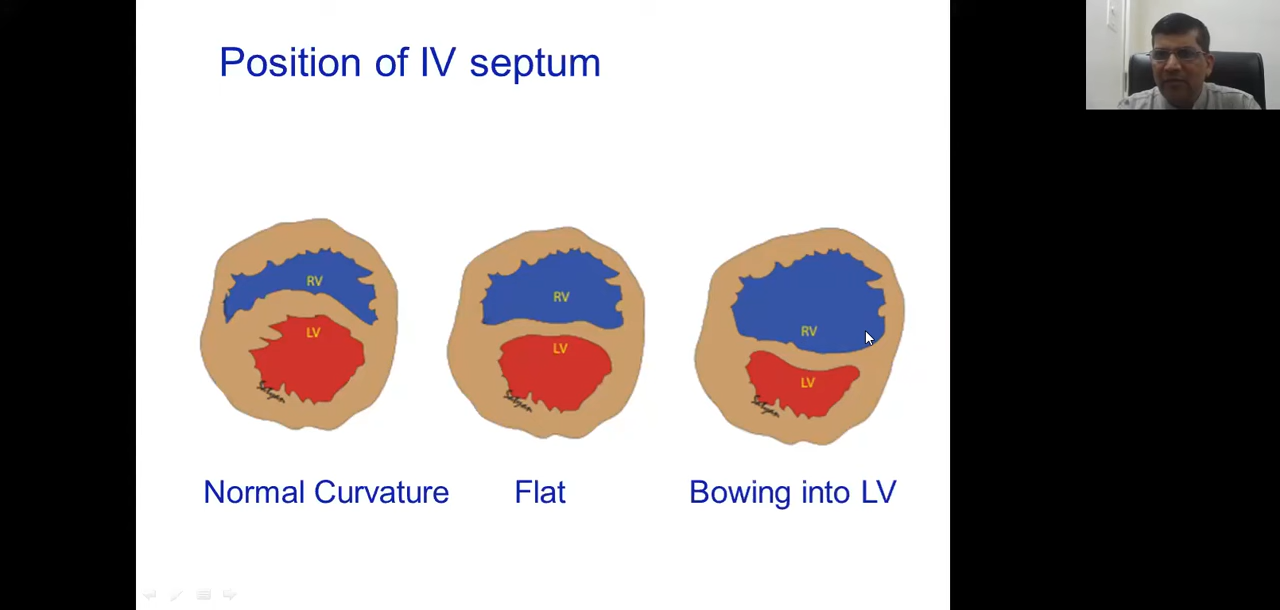 Position of IV septum
RV
LV
RV
LV
RV
LV
Normal Curvature
Flat
Bowing into LV